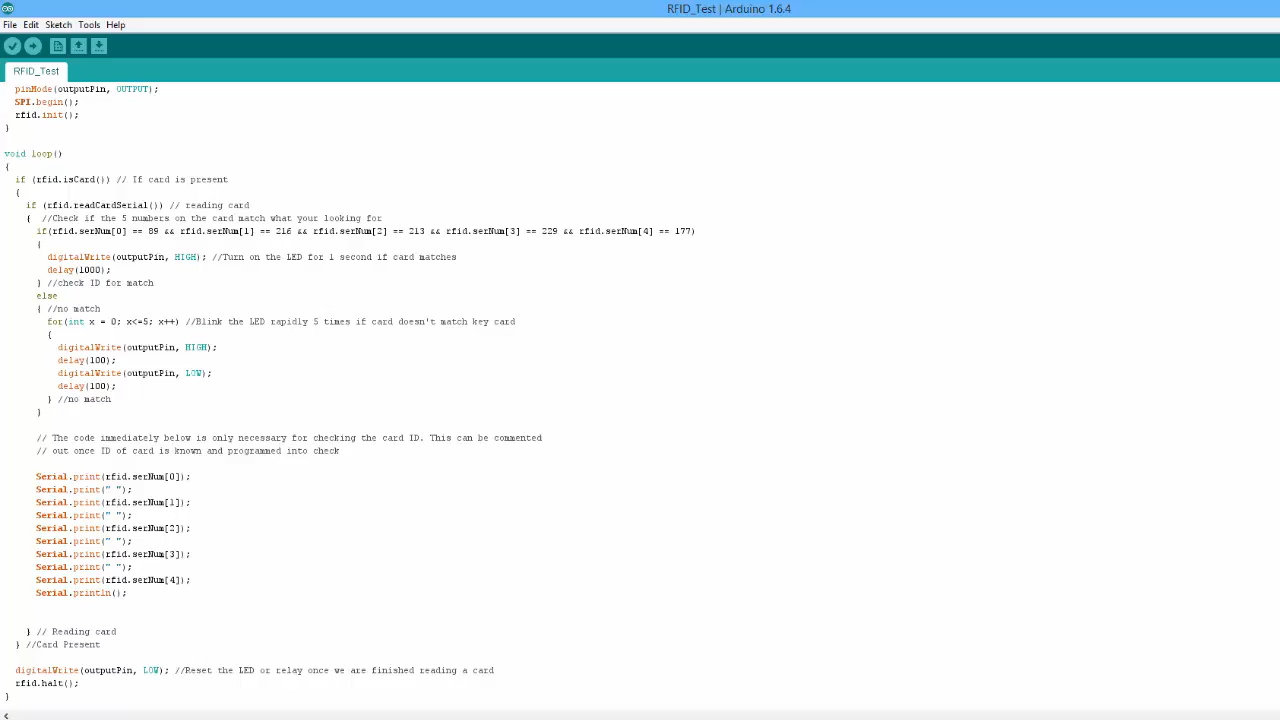 RFID_Test | Arduino 1.6.4
File Edit Sketch Tools Help
RFID_Test
pinMode(outputPin, OUTPUT);
SPI.begin();
rfid.init();
}
void loop()
{
if (rfid.isCard()) // If card is present
{
if (rfid.readCardSerial()) // reading card
{ //Check if the 5 numbers on the card match what your looking for
if(rfid.serNum[0] == 89 && rfid.serNum[1] == 216 && rfid.serNum[2] == 213 && rfid.serNum[3] == 229 && rfid.serNum[4] == 177)
{
digitalWrite(outputPin, HIGH); //Turn on the LED for 1 second if card matches
delay(1000);
} //check ID for match
else
{ //no match
for(int x = 0; x<=5; x++) //Blink the LED rapidly 5 times if card doesn't match key card
{
digitalWrite(outputPin, HIGH);
delay(100);
digitalWrite(outputPin, LOW);
delay(100);
} //no match
}
// The code immediately below is only necessary for checking the card ID. This can be commented
// out once ID of card is known and programmed into check
Serial.print(rfid.serNum[0]);
Serial.print(" ");
Serial.print(rfid.serNum[1]);
Serial.print(" ");
Serial.print(rfid.serNum[2]);
Serial.print(" ");
Serial.print(rfid.serNum[3]);
Serial.print(" ");
Serial.print(rfid.serNum[4]);
Serial.println();
} // Reading card
} //Card Present
digitalWrite(outputPin, LOW); //Reset the LED or relay once we are finished reading a card
rfid.halt();
}